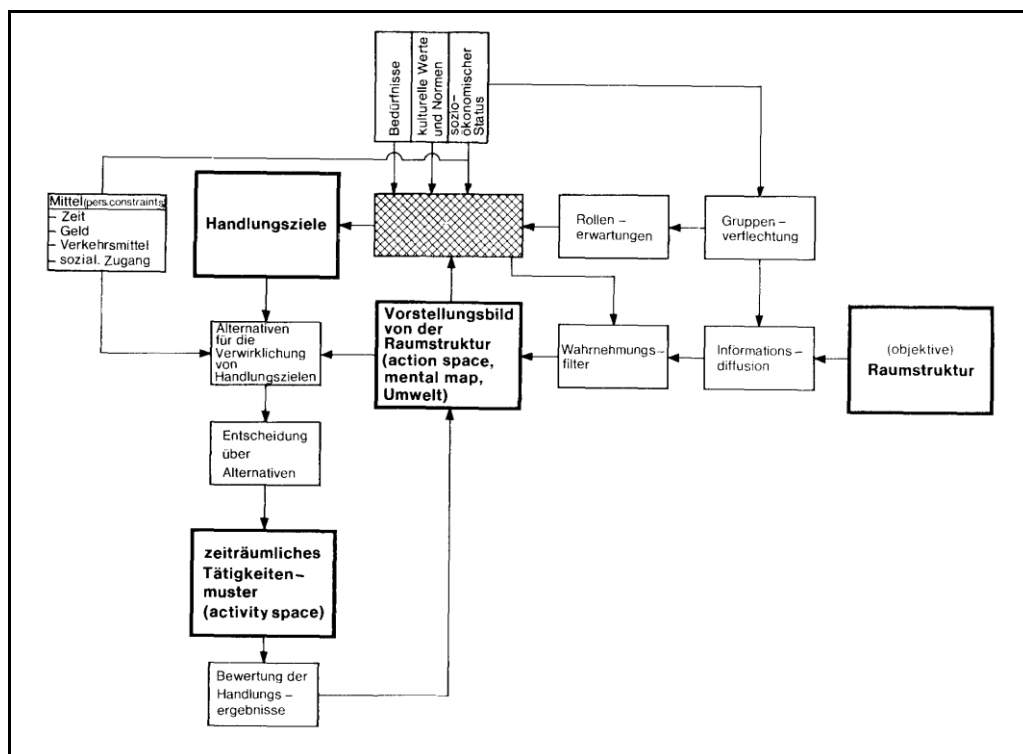 Bedürfnisse
kulturelle Werte
und Normen
sozio-
ökonomischer
Status
Mittel(pers.constraints)
– Zeit
– Geld
– Verkehrsmittel
– sozial. Zugang
Handlungsziele
Rollen –
erwartungen
Gruppen –
verflechtung
Alternativen
für die
Verwirklichung
von
Handlungszielen
Vorstellungsbild
von der
Raumstruktur
(action space,
mental map,
Umwelt)
Wahrnehmungs–
filter
Informations –
diffusion
(objektive)
Raumstruktur
Entscheidung
über
Alternativen
zeiträumliches
Tätigkeiten–
muster
(activity space)
Bewertung der
Handlungs –
ergebnisse